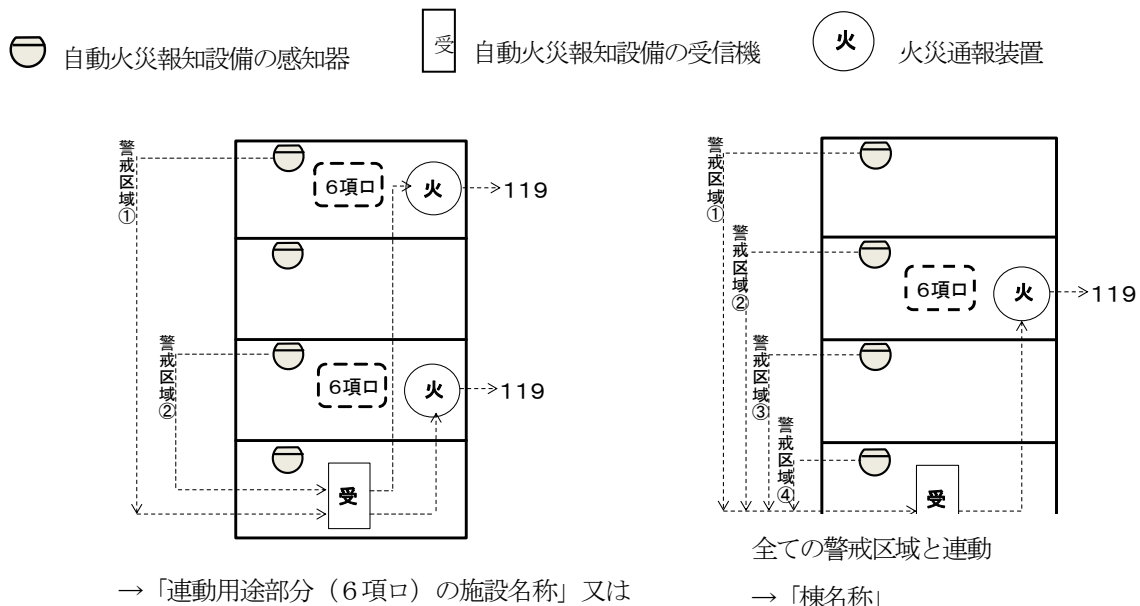 自動火災報知設備の感知器
受 自動火災報知設備の受信機
火 火災通報装置
警戒区域①
6項ロ
火
119
警戒区域②
6項ロ
火
119
受
→「連動用途部分（６項ロ）の施設名称」又は
警戒区域①
警戒区域②
6項ロ
火
119
警戒区域③
警戒区域④
受
全ての警戒区域と連動
→「棟名称」